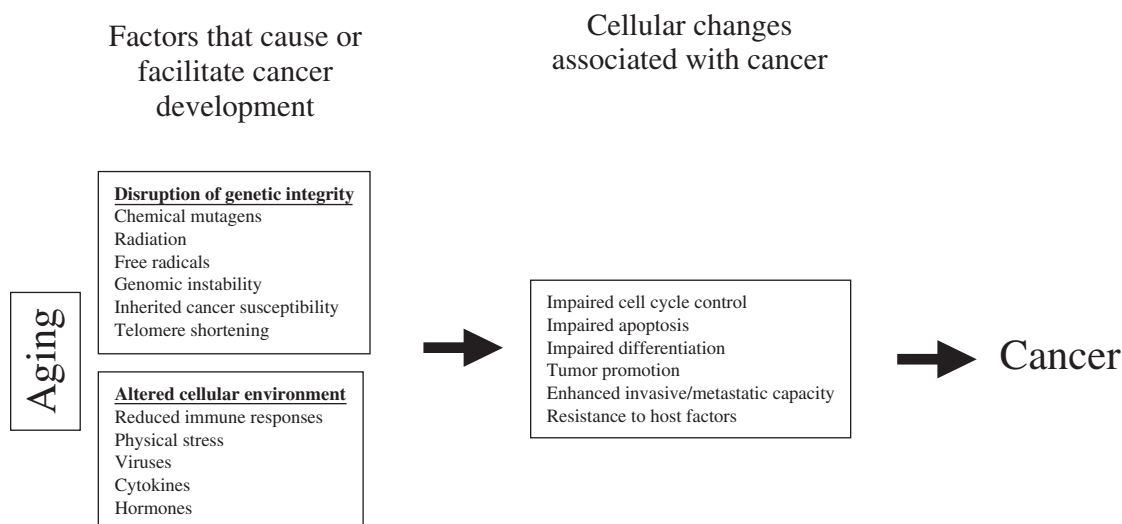 Factors that cause or
facilitate cancer
development
Cellular changes
associated with cancer
Aging
Disruption of genetic integrity
Chemical mutagens
Radiation
Free radicals
Genomic instability
Inherited cancer susceptibility
Telomere shortening
Altered cellular environment
Reduced immune responses
Physical stress
Viruses
Cytokines
Hormones
Impaired cell cycle control
Impaired apoptosis
Impaired differentiation
Tumor promotion
Enhanced invasive/metastatic capacity
Resistance to host factors
Cancer